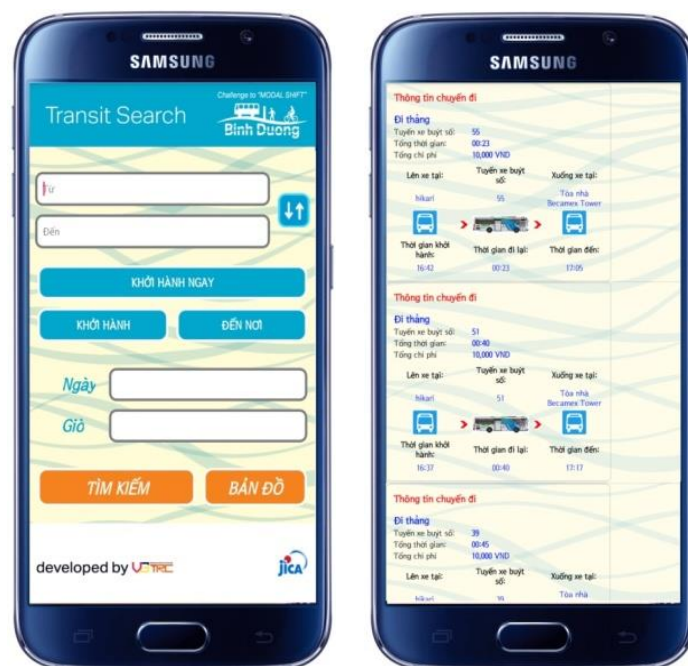 SAMSUNG
Transit Search
Challenge to "MODAL SHIFT"
Binh Duong
Từ
Đến
KHỞI HÀNH NGAY
KHỞI HÀNH
ĐẾN NƠI
Ngày
Giò
TÌM KIẾM
BẢN ĐỒ
developed by
jICA
SAMSUNG
Thông tin chuyến đi
Đi thẳng
Tuyến xe buýt số: 55
Tổng thời gian: 00:23
Tổng chi phí 10,000 VND
Lên xe tại:
Tuyến xe buýt
số:
Xuống xe tại:
hikari
55
Tòa nhà
Becamex Tower
Thời gian khởi
hành:
Thời gian đi lại:
Thời gian đến:
16:42
00:23
17:05
Thông tin chuyến đi
Đi thẳng
Tuyến xe buýt số: 51
Tổng thời gian: 00:40
Tổng chi phí 10,000 VND
Lên xe tại:
Tuyến xe buýt
số:
Xuống xe tại:
hikari
51
Tòa nhà
Becamex Tower
Thời gian khởi
hành:
Thời gian đi lại:
Thời gian đến:
16:37
00:40
17:17
Thông tin chuyến đi
Đi thẳng
Tuyến xe buýt số: 39
Tổng thời gian: 00:45
Tổng chi phí 10,000 VND
Lên xe tại:
Tuyến xe buýt
số:
Xuống xe tại:
hikari
39
Tòa nhà